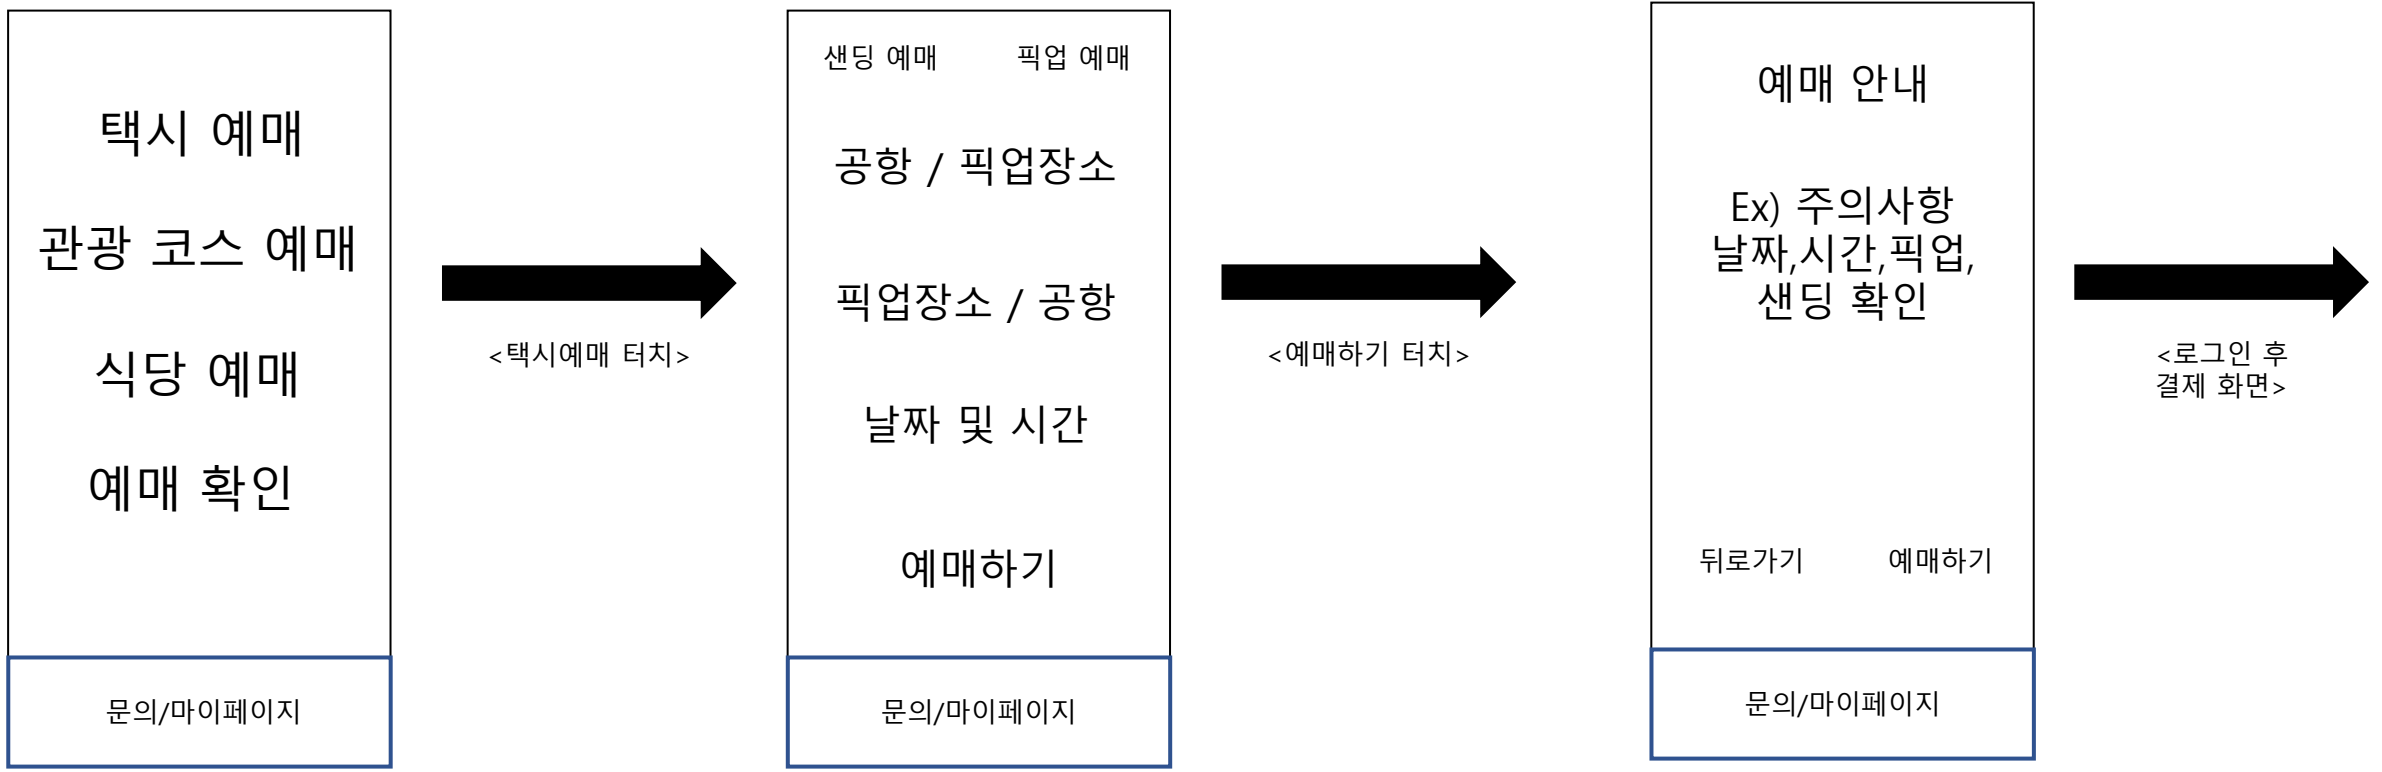 택시 예매
관광 코스 예매
식당 예매
예매 확인
문의/마이페이지
<택시예매 터치>
샌딩 예매
픽업 예매
공항 / 픽업장소
픽업장소 / 공항
날짜 및 시간
예매하기
문의/마이페이지
<예매하기 터치>
예매 안내
Ex) 주의사항
날짜,시간,픽업,
샌딩 확인
뒤로가기
예매하기
문의/마이페이지
<로그인 후
결제 화면>